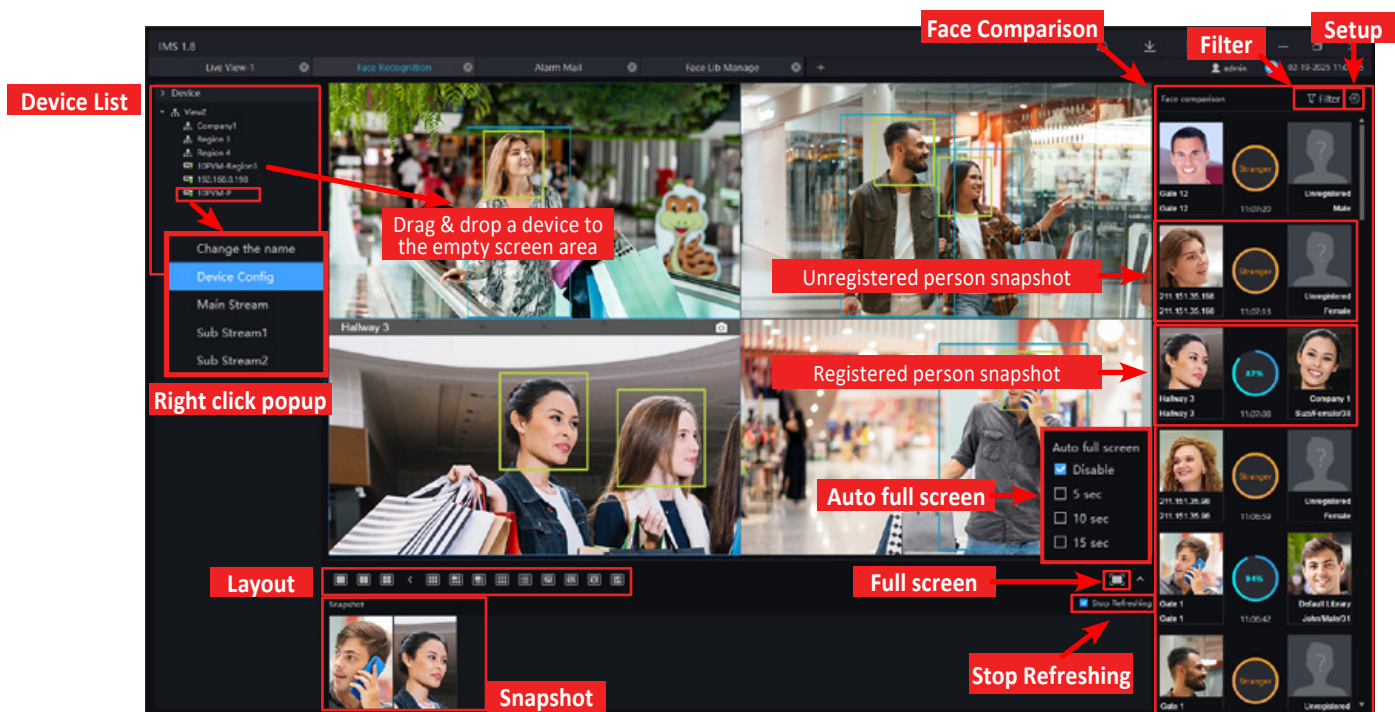 Face Comparison
Setup
Filter
IMS 1.8
Live View-1
Face Recognition
Alarm Mail
Face Lib Manage
+
admin
Device List
> Device
View2
Company1
Region 3
Region 4
10PVM-Region3
192.168.0.198
10PVM-P
Change the name
Device Config
Main Stream
Sub Stream1
Sub Stream2
Right click popup
Drag & drop a device to
the empty screen area
Unregistered person snapshot
Hallway 3
Registered person snapshot
Auto full screen
Disable
5 sec
10 sec
15 sec
Auto full screen
Layout
Full screen
Snapshot
Stop Refreshing
Stop Refreshing
Snapshot
Face comparison
Filter
Stranger
Gate 12 Unregistered
Gate 12 11:07:20 Male
Stranger
211.151.35.198 Unregistered
211.151.35.198 11:07:13 Female
87%
Hallway 3 Company 1
Hallway 3 11:07:00
Stranger
211.151.35.98 Unregistered
211.151.35.98 11:06:59 Female
94%
Gate 1 Default Library
Gate 1 11:06:42 John/Male/31
Stranger
Gate 1 Unregistered